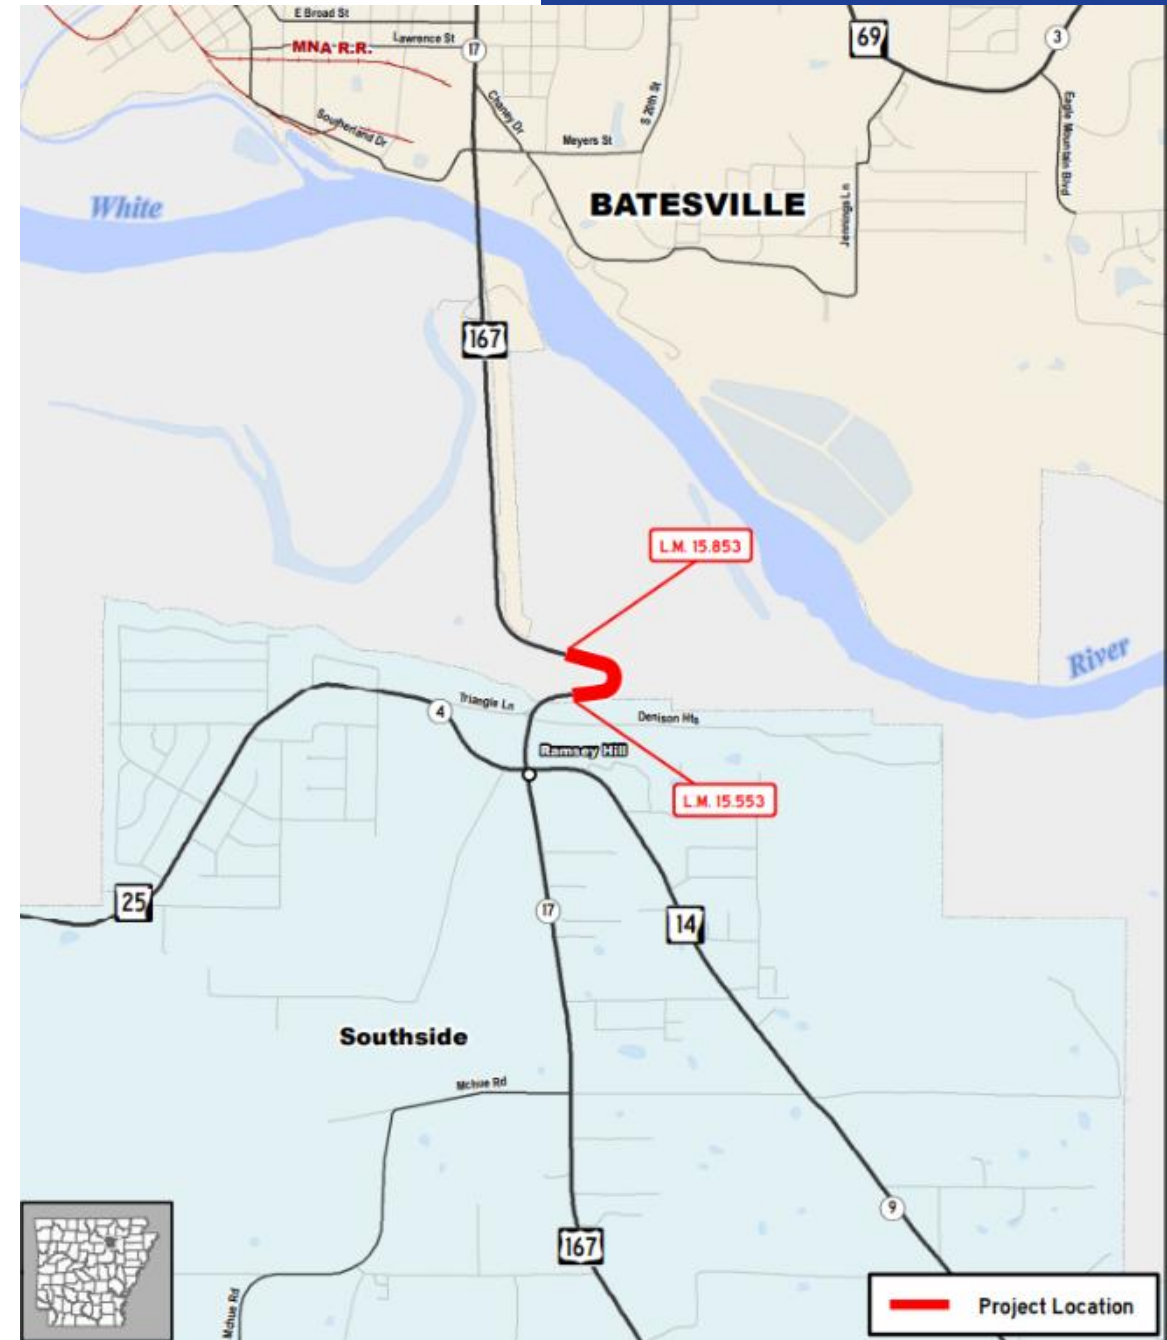 E Broad St
Lawrence St
MNA R.R.
17
69
3
Chaney Dr
S 20th St
Eagle Mountain Blvd
Southerland Dr
Meyers St
White
BATESVILLE
Jennings Ln
167
L.M. 15.853
River
Triangle Ln
4
Denison Hts
Ramsey Hill
L.M. 15.553
25
17
14
Southside
Mchue Rd
9
167
Mchue Rd
Project Location